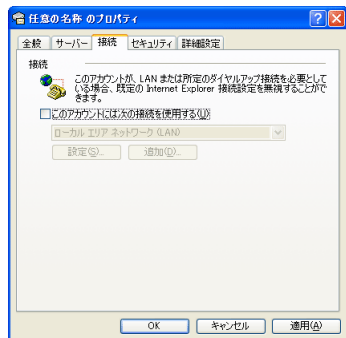 任意の名称 のプロパティ
全般 サーバー 接続 セキュリティ 詳細設定
接続
このアカウントが、LAN または所定のダイヤルアップ接続を必要として
いる場合、既定の Internet Explorer 接続設定を無視することがで
きます。
このアカウントには次の接続を使用する(U)
ローカル エリア ネットワーク (LAN)
設定(S)... 追加(D)...
OK キャンセル 適用(A)